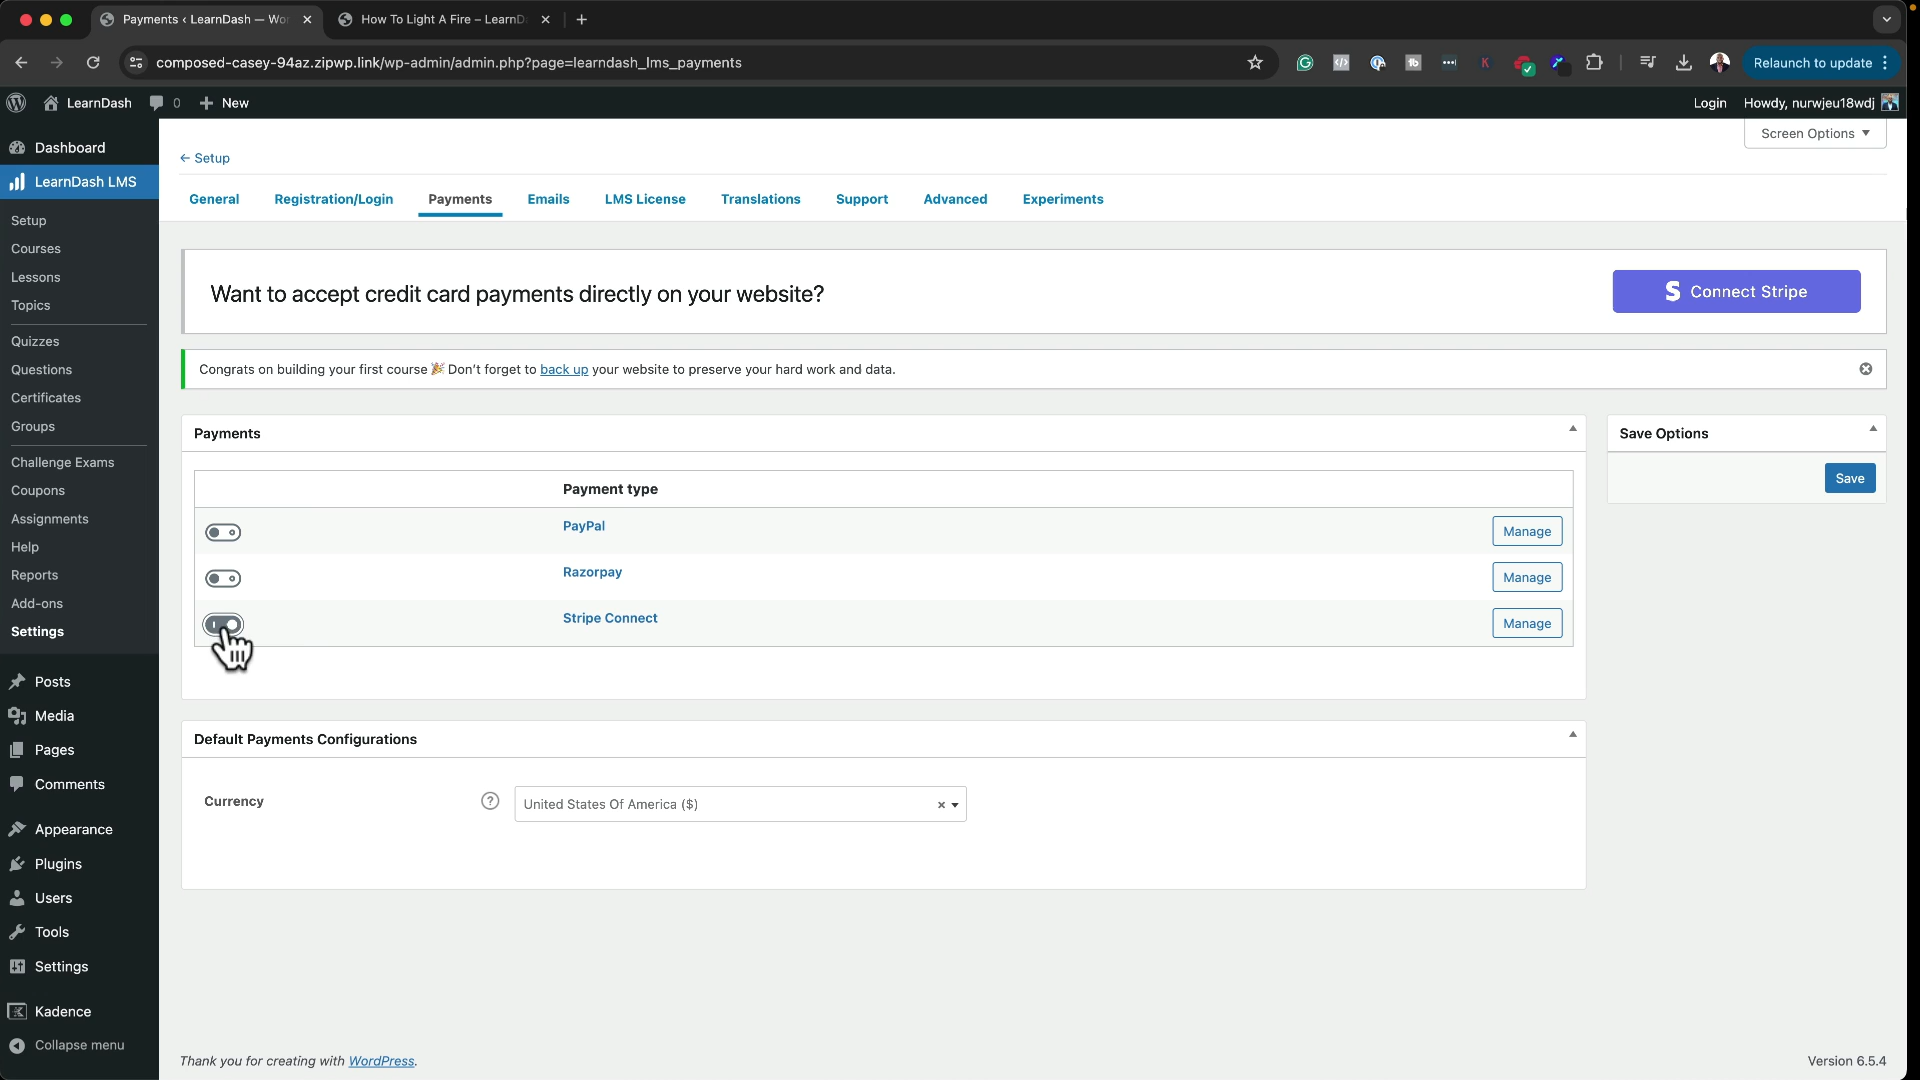 Payments ‹ LearnDash — Wor
How To Light A Fire – LearnD
composed-casey-94az.zipwp.link/wp-admin/admin.php?page=learndash_lms_payments
Relaunch to update
LearnDash
0
New
Login
Howdy, nurwjeu18wdj
Screen Options
Dashboard
LearnDash LMS
Setup
Courses
Lessons
Topics
Quizzes
Questions
Certificates
Groups
Challenge Exams
Coupons
Assignments
Help
Reports
Add-ons
Settings
Posts
Media
Pages
Comments
Appearance
Plugins
Users
Tools
Settings
Kadence
Collapse menu
← Setup
General
Registration/Login
Payments
Emails
LMS License
Translations
Support
Advanced
Experiments
Want to accept credit card payments directly on your website?
S Connect Stripe
Congrats on building your first course 🎉 Don't forget to back up your website to preserve your hard work and data.
Payments
Payment type
PayPal
Manage
Razorpay
Manage
Stripe Connect
Manage
Save Options
Save
Default Payments Configurations
Currency
?
United States Of America ($)
×
Thank you for creating with WordPress.
Version 6.5.4